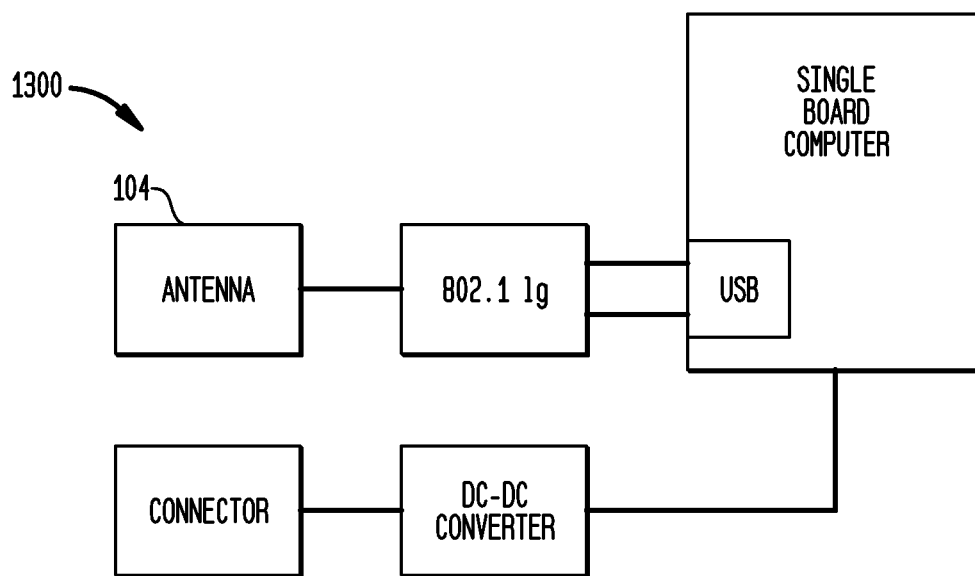 1300
SINGLE
BOARD
COMPUTER
104
ANTENNA
802.1 lg
USB
CONNECTOR
DC-DC
CONVERTER